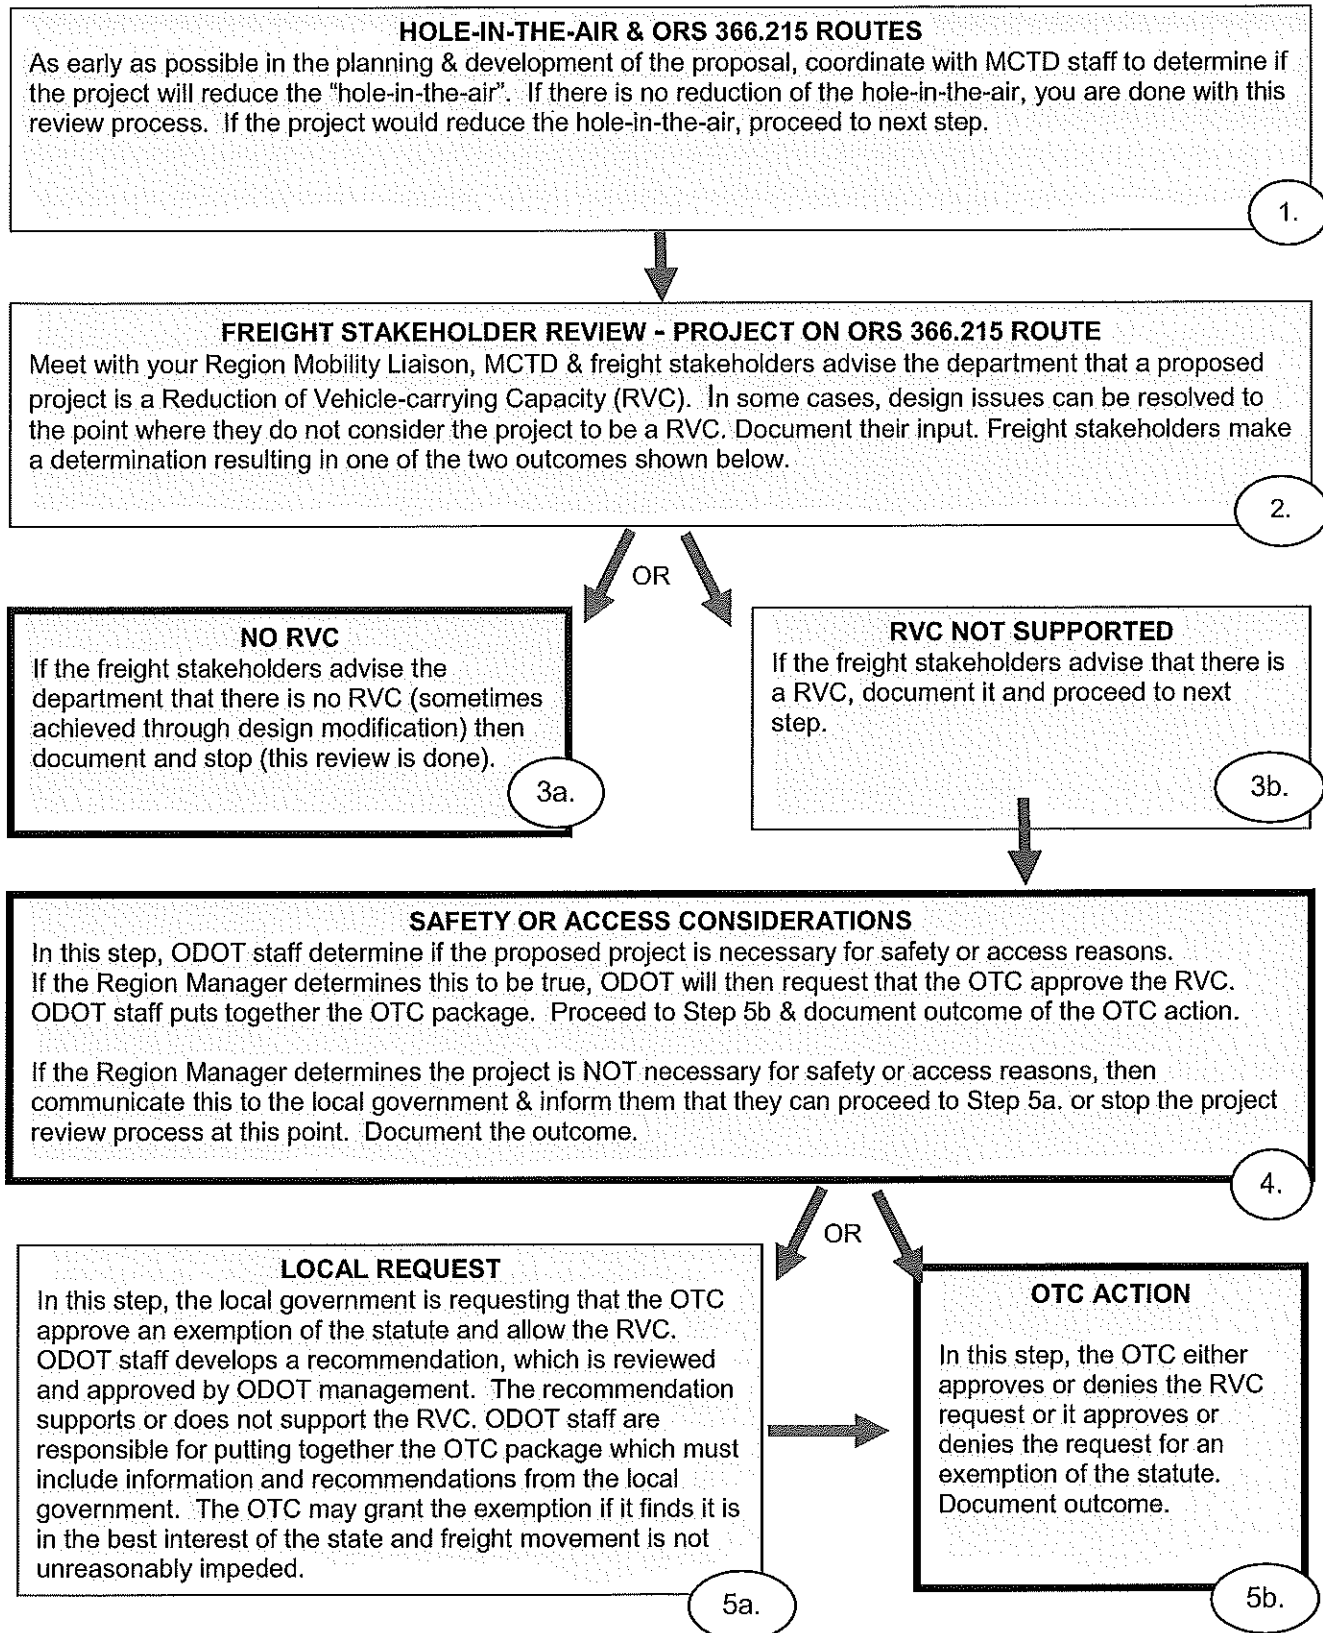 HOLE-IN-THE-AIR & ORS 366.215 ROUTES
As early as possible in the planning & development of the proposal, coordinate with MCTD staff to determine if
the project will reduce the “hole-in-the-air”. If there is no reduction of the hole-in-the-air, you are done with this
review process. If the project would reduce the hole-in-the-air, proceed to next step.
1.
FREIGHT STAKEHOLDER REVIEW - PROJECT ON ORS 366.215 ROUTE
Meet with your Region Mobility Liaison, MCTD & freight stakeholders advise the department that a proposed
project is a Reduction of Vehicle-carrying Capacity (RVC). In some cases, design issues can be resolved to
the point where they do not consider the project to be a RVC. Document their input. Freight stakeholders make
a determination resulting in one of the two outcomes shown below.
2.
OR
NO RVC
If the freight stakeholders advise the
department that there is no RVC (sometimes
achieved through design modification) then
document and stop (this review is done).
3a.
RVC NOT SUPPORTED
If the freight stakeholders advise that there is
a RVC, document it and proceed to next
step.
3b.
SAFETY OR ACCESS CONSIDERATIONS
In this step, ODOT staff determine if the proposed project is necessary for safety or access reasons.
If the Region Manager determines this to be true, ODOT will then request that the OTC approve the RVC.
ODOT staff puts together the OTC package. Proceed to Step 5b & document outcome of the OTC action.
If the Region Manager determines the project is NOT necessary for safety or access reasons, then
communicate this to the local government & inform them that they can proceed to Step 5a. or stop the project
review process at this point. Document the outcome.
4.
OR
LOCAL REQUEST
In this step, the local government is requesting that the OTC
approve an exemption of the statute and allow the RVC.
ODOT staff develops a recommendation, which is reviewed
and approved by ODOT management. The recommendation
supports or does not support the RVC. ODOT staff are
responsible for putting together the OTC package which must
include information and recommendations from the local
government. The OTC may grant the exemption if it finds it is
in the best interest of the state and freight movement is not
unreasonably impeded.
5a.
OTC ACTION
In this step, the OTC either
approves or denies the RVC
request or it approves or
denies the request for an
exemption of the statute.
Document outcome.
5b.